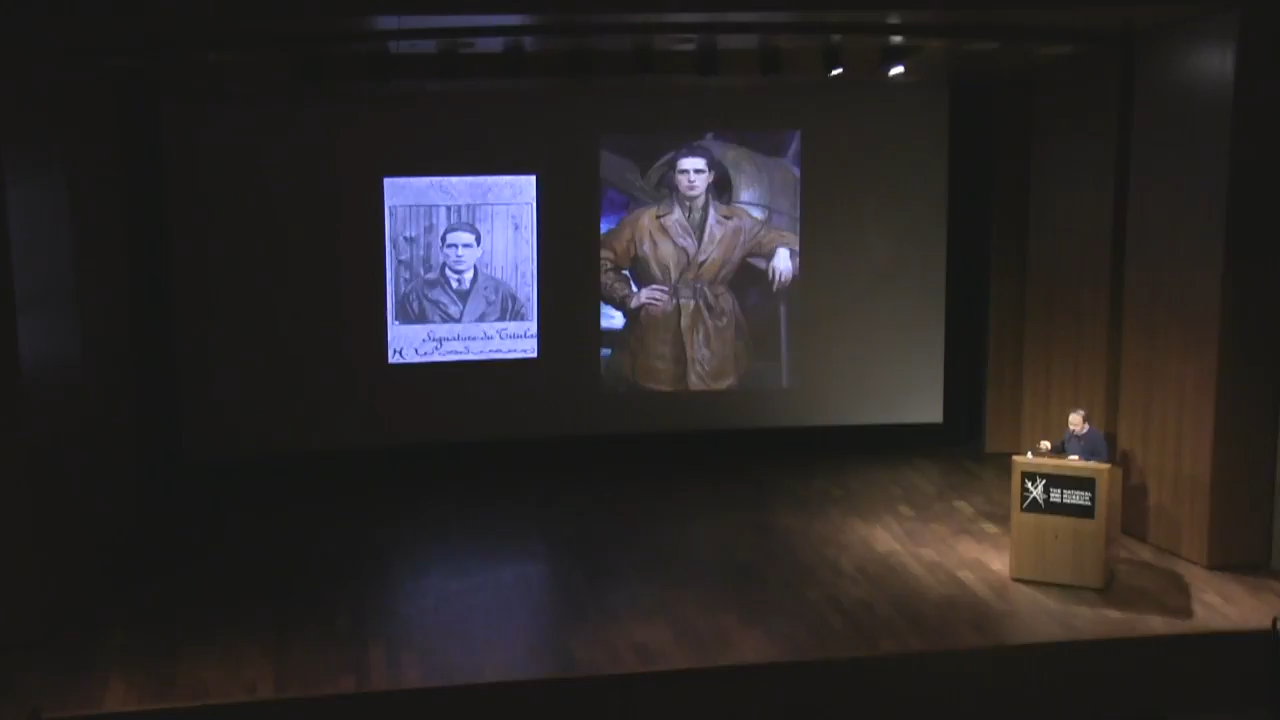 Signature du Titula
THE NATIONAL
WWI MUSEUM
AND MEMORIAL